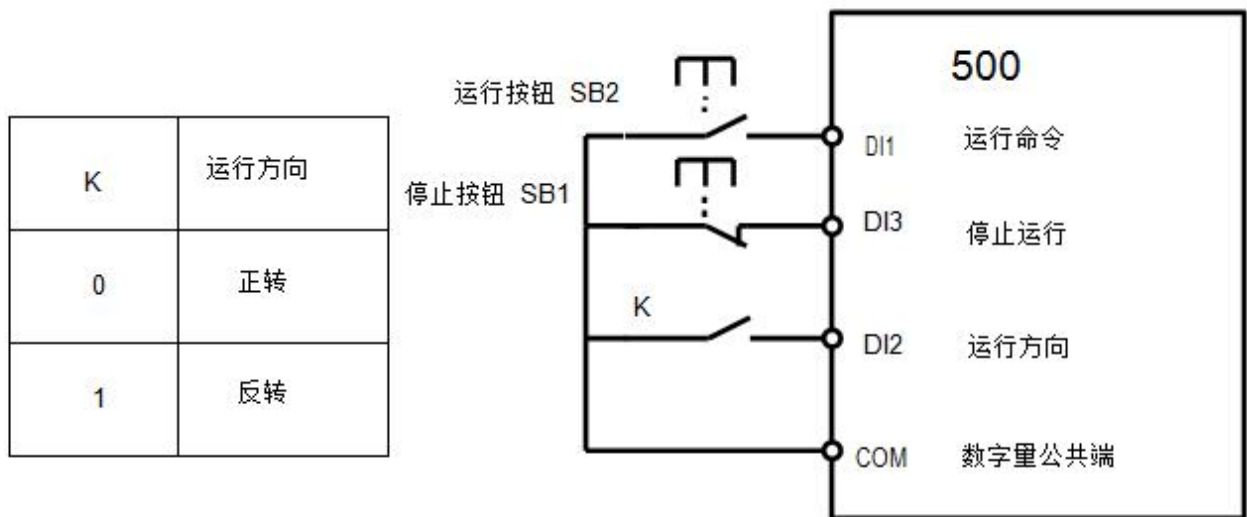 K 运行方向
0 正转
1 反转
运行按钮 SB2
停止按钮 SB1
K
500
DI1 运行命令
DI3 停止运行
DI2 运行方向
COM 数字量公共端